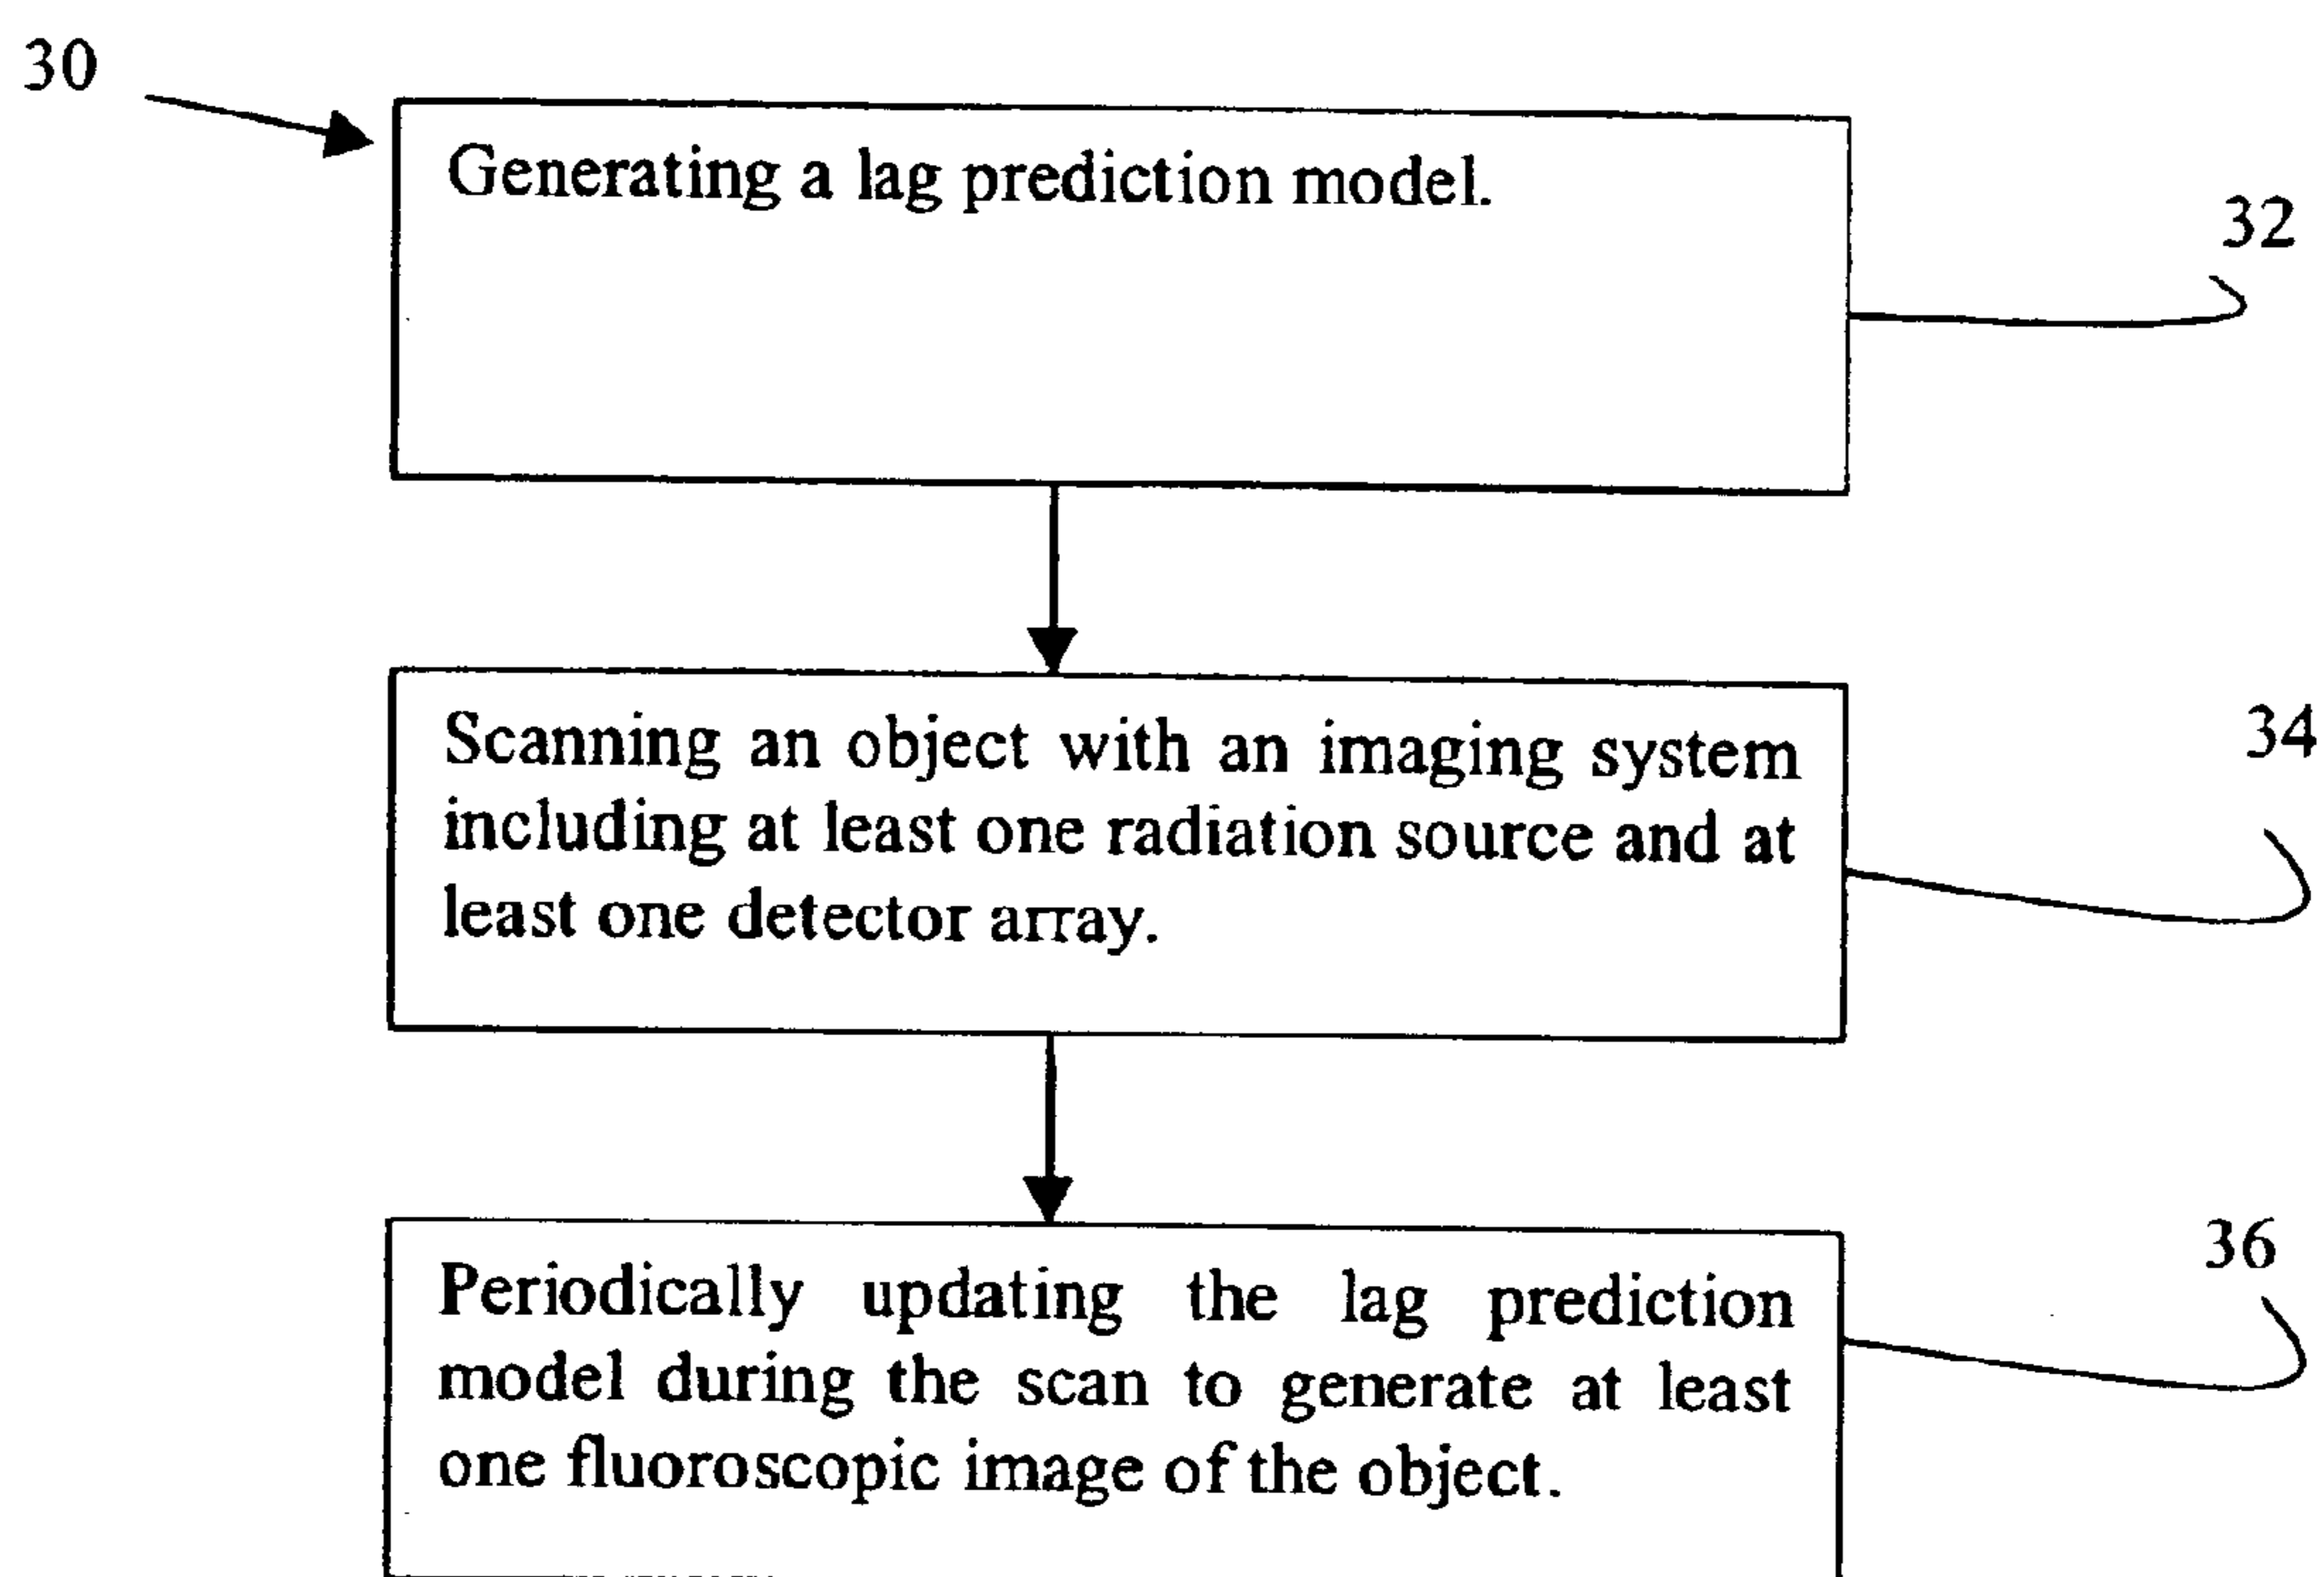 30
Generating a lag prediction model.
32
Scanning an object with an imaging system
including at least one radiation source and at
least one detector array.
34
Periodically updating the lag prediction
model during the scan to generate at least
one fluoroscopic image of the object.
36